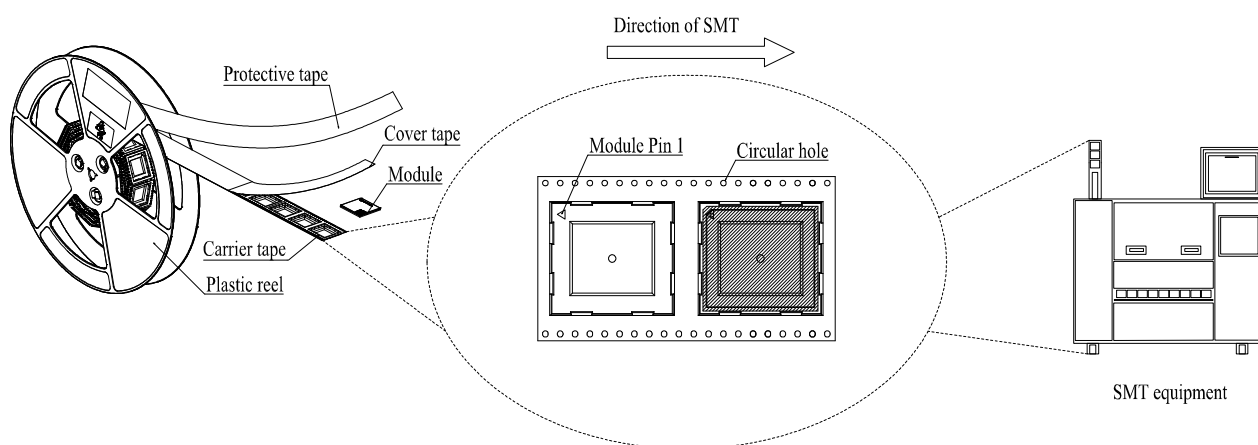 Direction of SMT
Protective tape
Cover tape
Module
Module Pin 1
Circular hole
Carrier tape
Plastic reel
SMT equipment